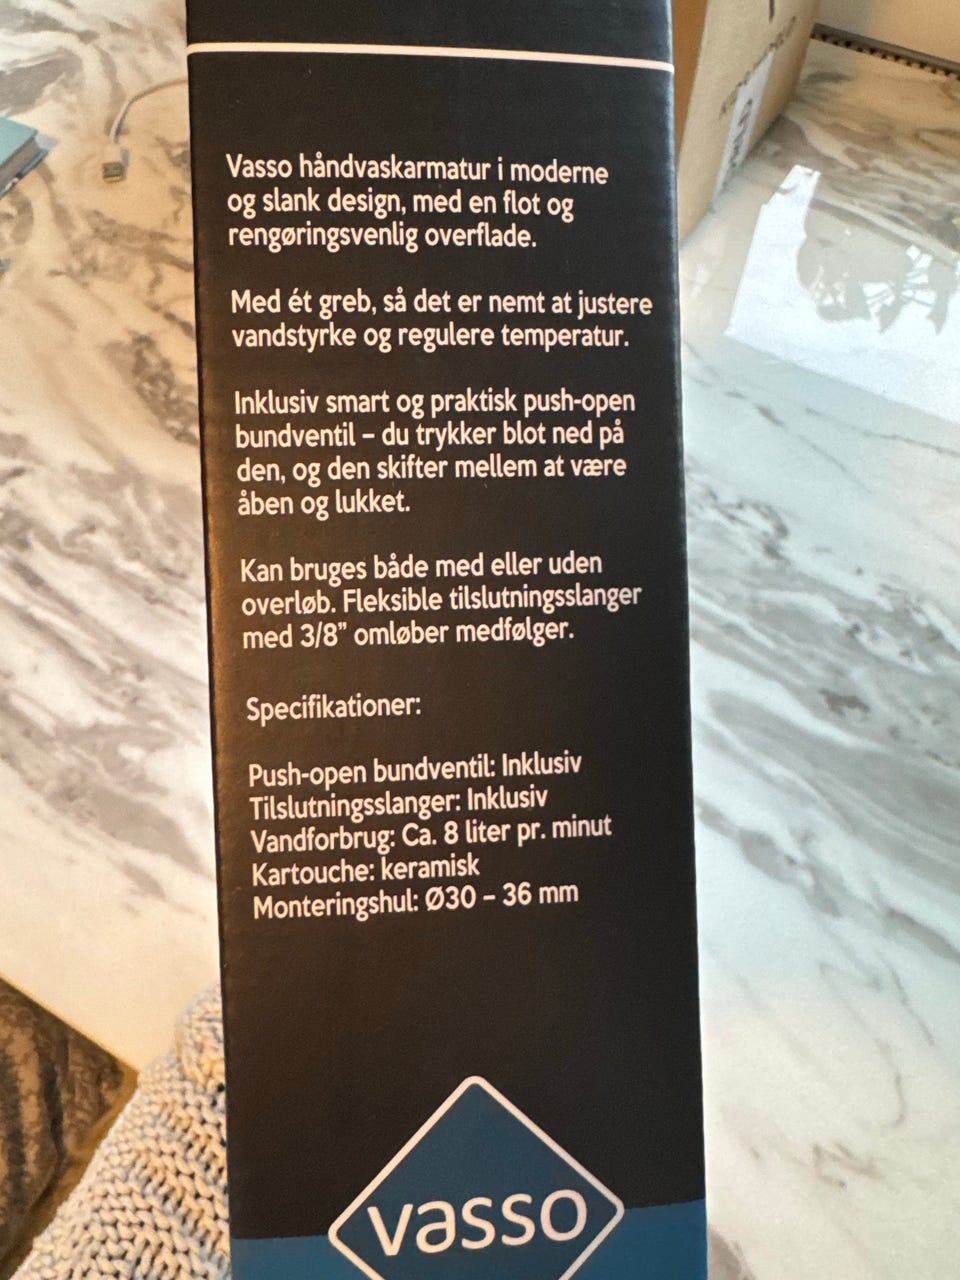 Vasso håndvaskarmatur i moderne
og slank design, med en flot og
rengøringsvenlig overflade.
Med ét greb, så det er nemt at justere
vandstyrke og regulere temperatur.
Inklusiv smart og praktisk push-open
bundventil – du trykker blot ned på
den, og den skifter mellem at være
åben og lukket.
Kan bruges både med eller uden
overløb. Fleksible tilslutningsslanger
med 3/8” omløber medfølger.
Specifikationer:
Push-open bundventil: Inklusiv
Tilslutningsslanger: Inklusiv
Vandforbrug: Ca. 8 liter pr. minut
Kartouche: keramisk
Monteringshul: Ø30 – 36 mm
vasso